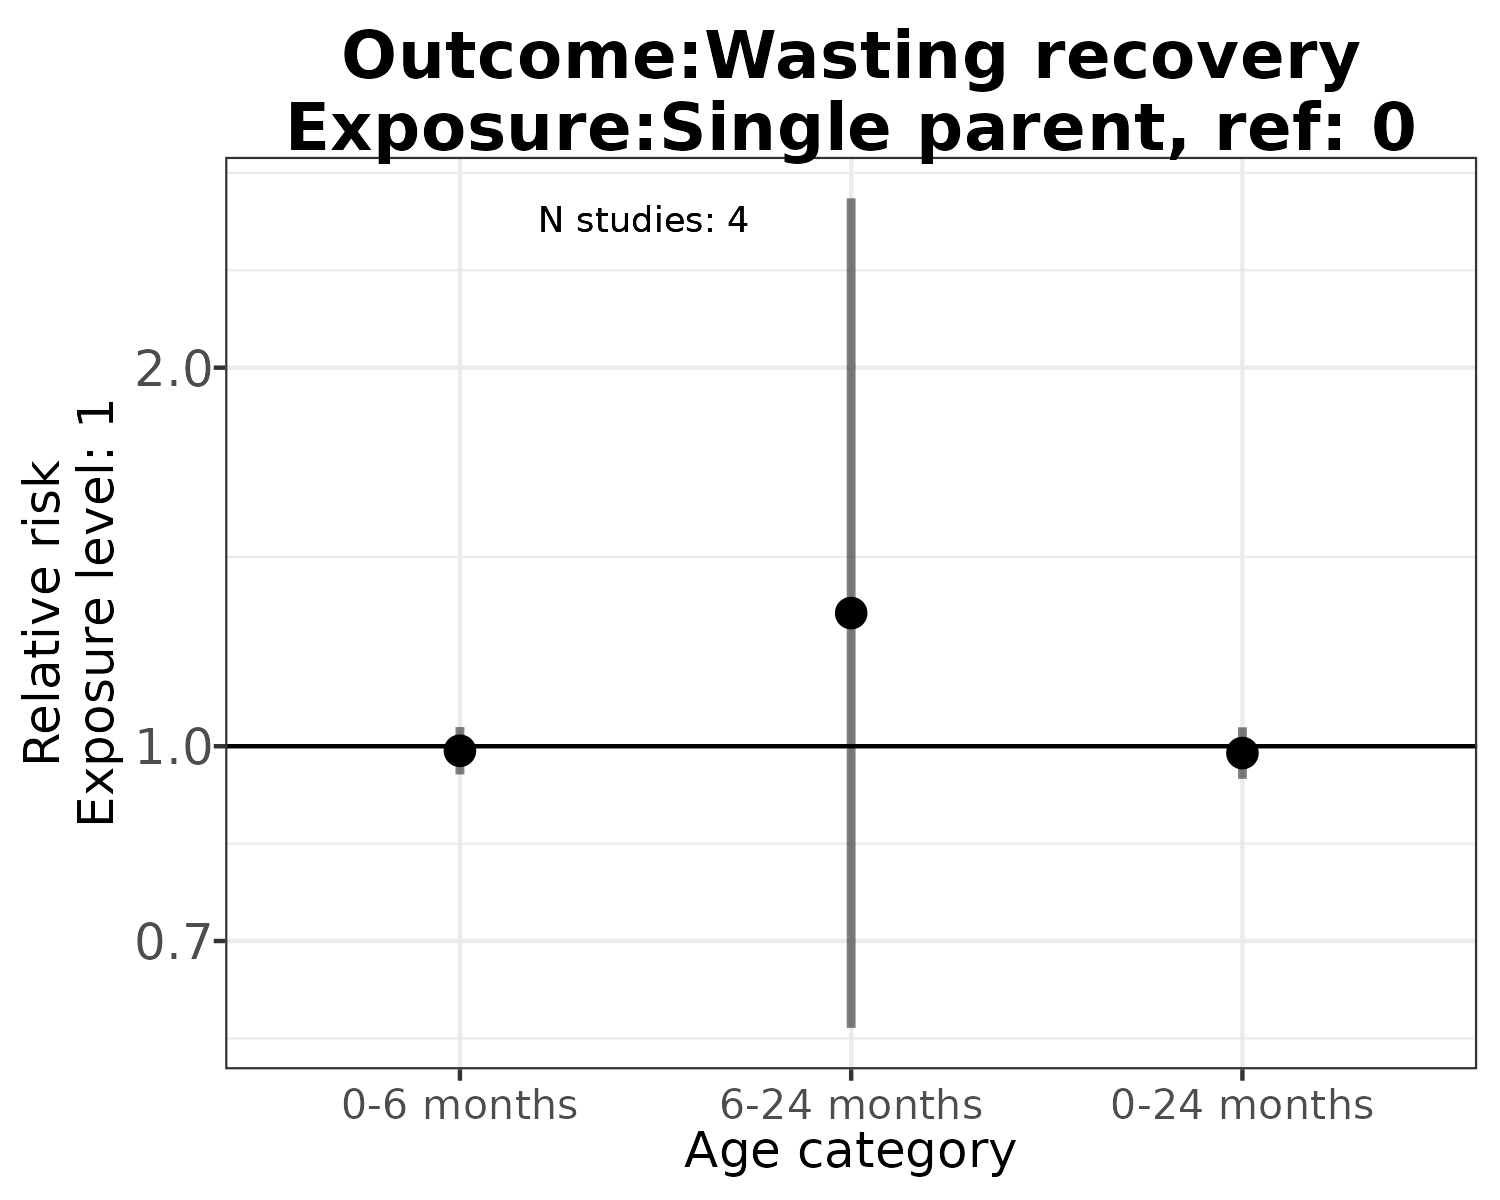 Outcome:Wasting recovery
Exposure:Single parent, ref: 0
N studies: 4
2.0
1.0
0.7
Relative risk
Exposure level: 1
0-6 months
6-24 months
0-24 months
Age category